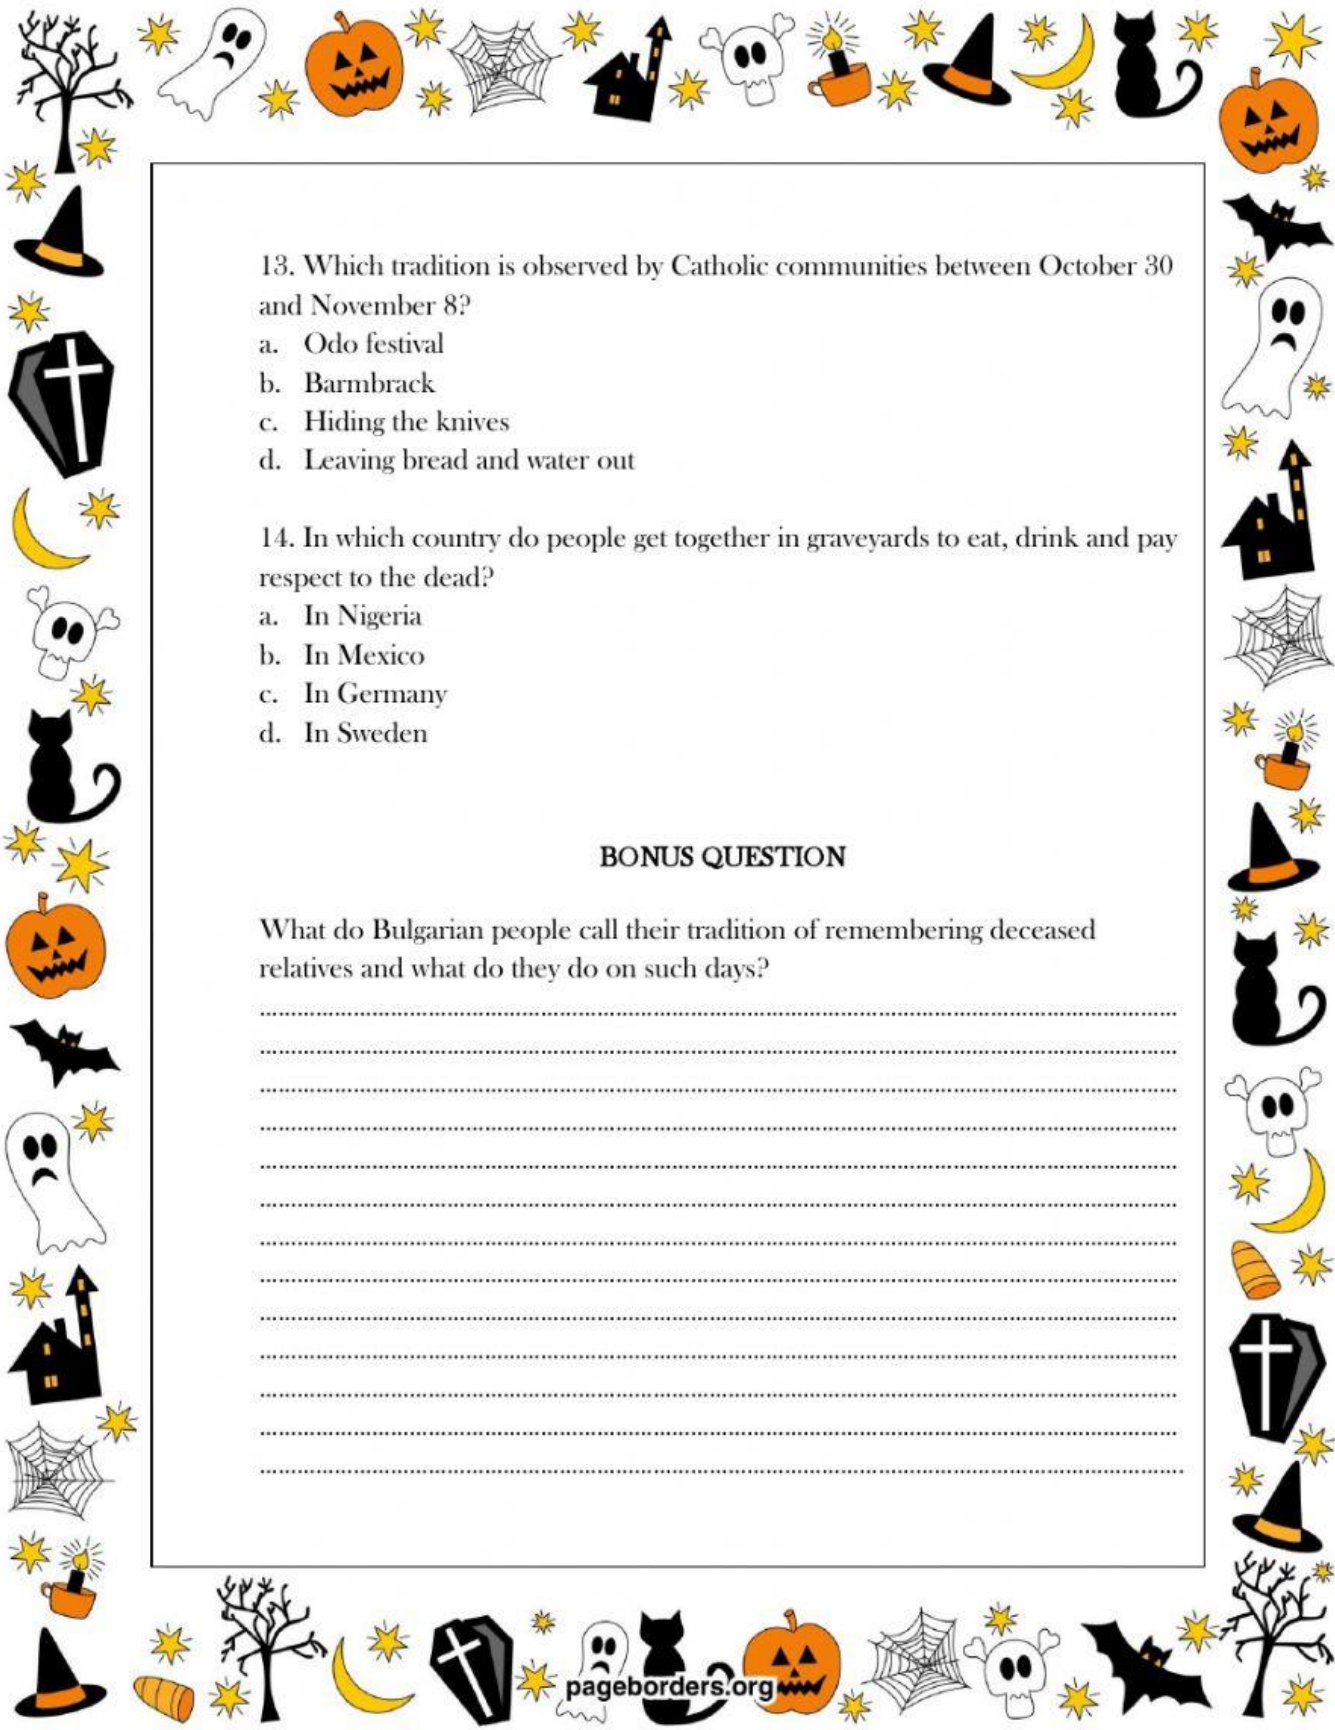 13. Which tradition is observed by Catholic communities between October 30
and November 8?
a. Odo festival
b. Barmbrack
c. Hiding the knives
d. Leaving bread and water out
14. In which country do people get together in graveyards to eat, drink and pay
respect to the dead?
a. In Nigeria
b. In Mexico
c. In Germany
d. In Sweden
BONUS QUESTION
What do Bulgarian people call their tradition of remembering deceased
relatives and what do they do on such days?
pageborders.org